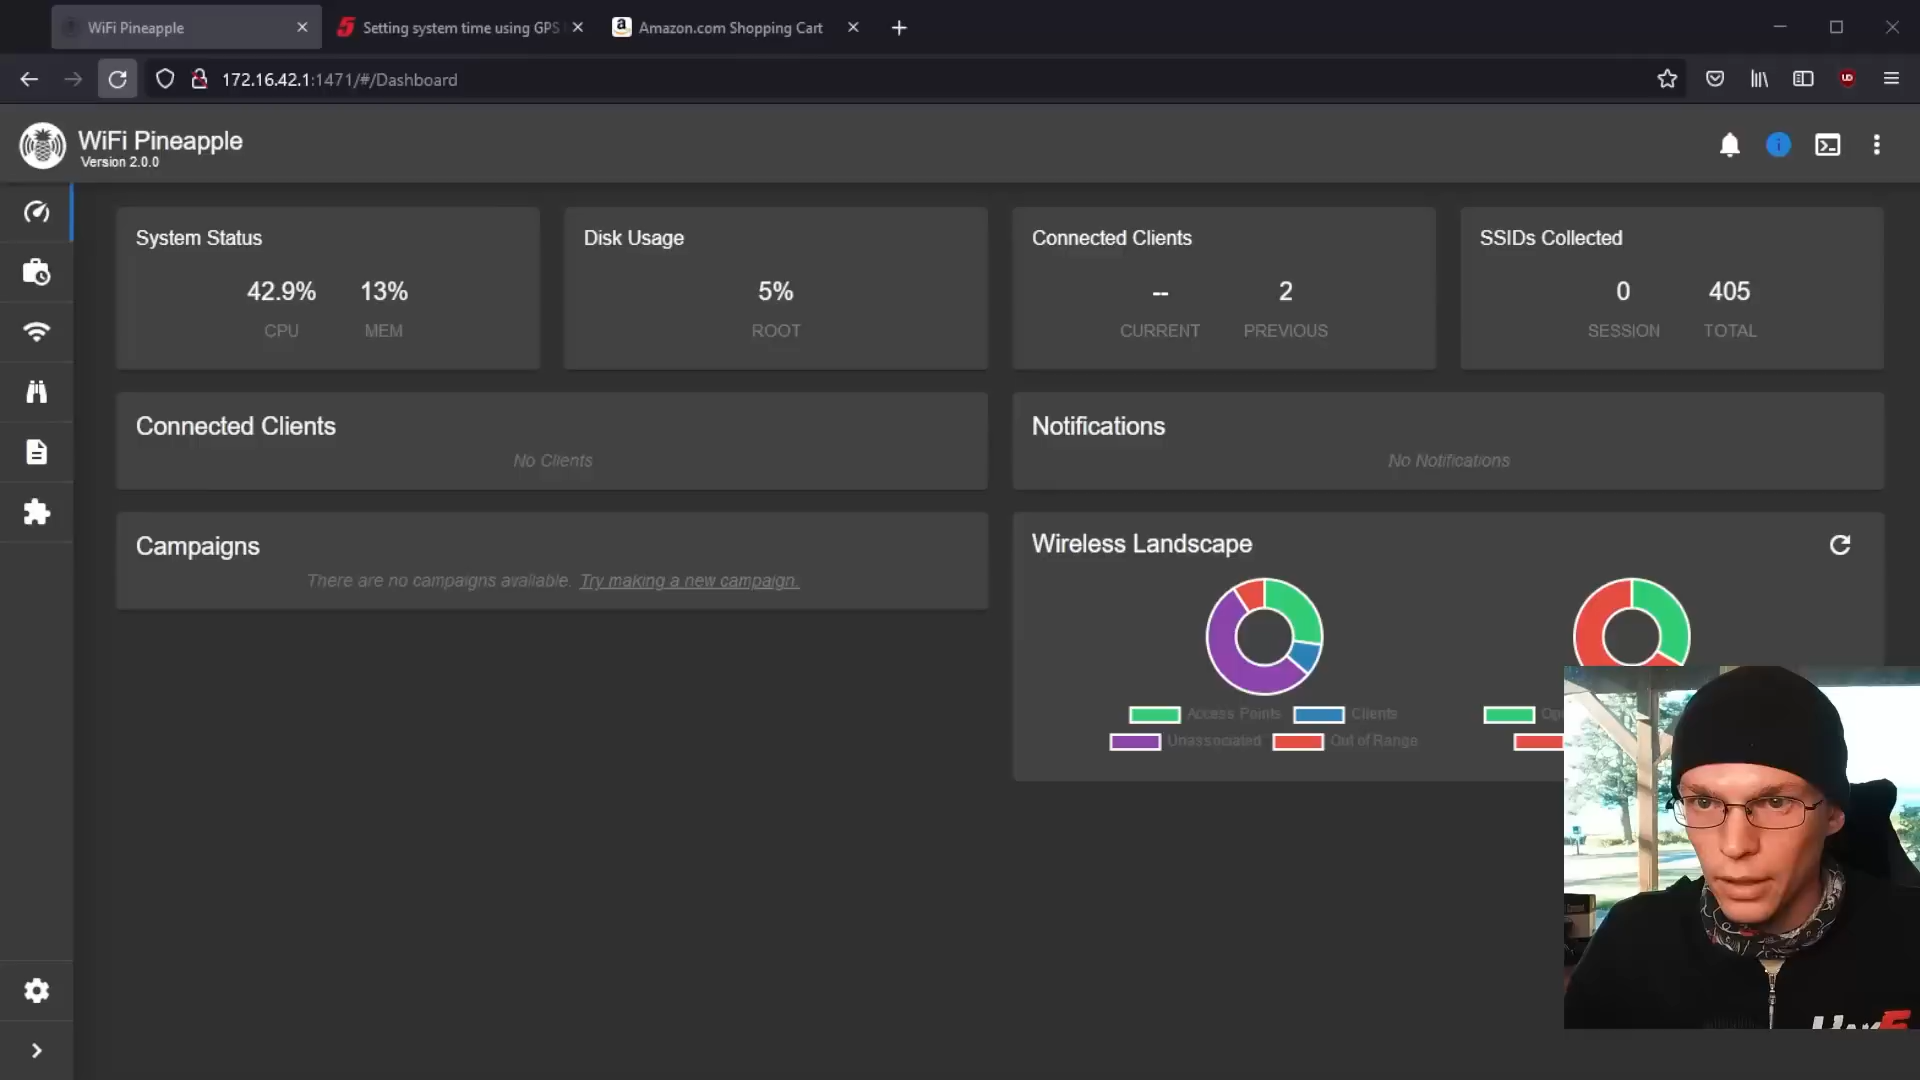 WiFi Pineapple
Setting system time using GPS
Amazon.com Shopping Cart
172.16.42.1:1471/#/Dashboard
WiFi Pineapple
Version 2.0.0
System Status
42.9% 13%
CPU MEM
Disk Usage
5%
ROOT
Connected Clients
-- 2
CURRENT PREVIOUS
SSIDs Collected
0 405
SESSION TOTAL
Connected Clients
No Clients
Notifications
No Notifications
Campaigns
There are no campaigns available. Try making a new campaign.
Wireless Landscape
Access Points Clients
Unassociated Out of Range